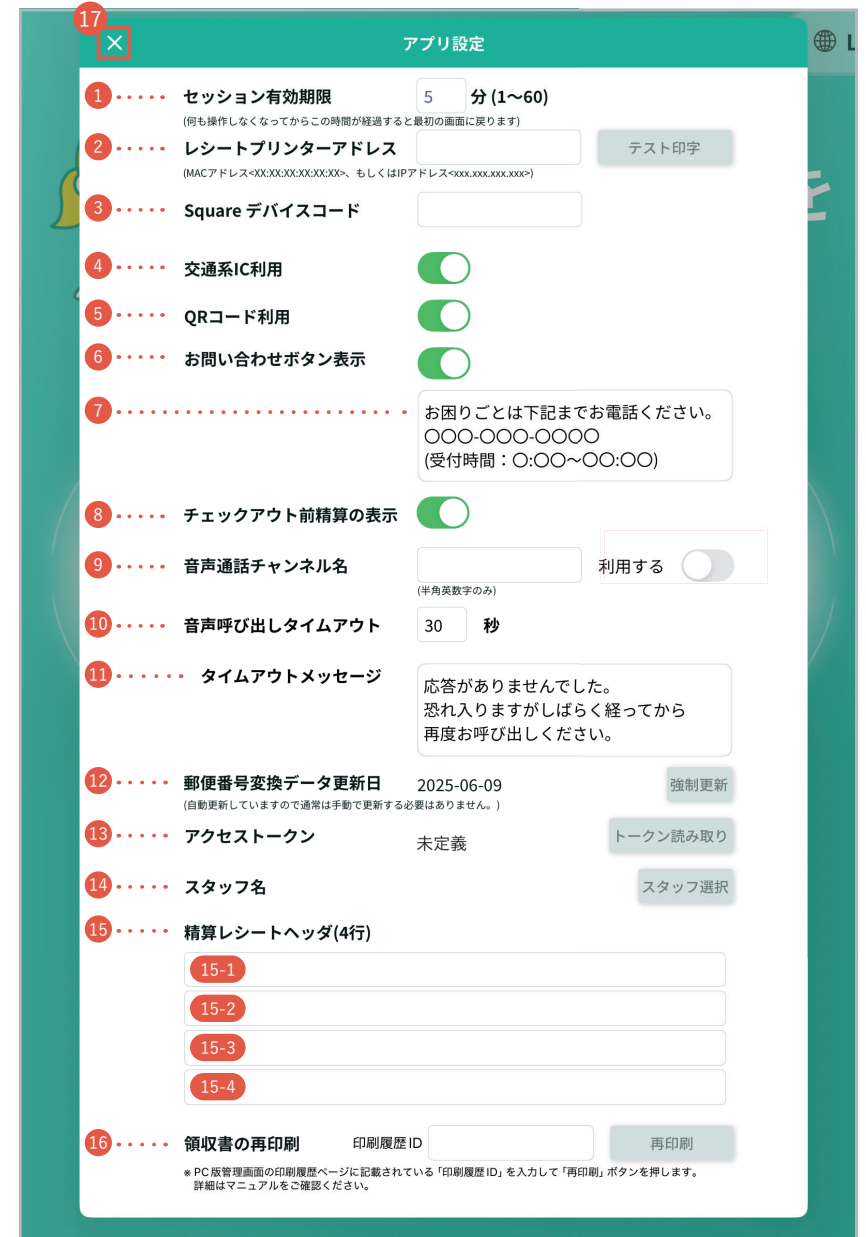 17
アプリ設定
L
1 セッション有効期限 5 分 (1〜60)
(何も操作しなくなってからこの時間が経過すると最初の画面に戻ります)
2 レシートプリンターアドレス テスト印字
(MACアドレス<XX:XX:XX:XX:XX:XX>、もしくはIPアドレス<xxx.xxx.xxx.xxx>)
を
3 Square デバイスコード
4 交通系IC利用
5 QRコード利用
6 お問い合わせボタン表示
7 お困りごとは下記までお電話ください。
〇〇〇-〇〇〇-〇〇〇〇
(受付時間：〇:〇〇〜〇〇:〇〇)
8 チェックアウト前精算の表示
9 音声通話チャンネル名 利用する
(半角英数字のみ)
10 音声呼び出しタイムアウト 30 秒
11 タイムアウトメッセージ
応答がありませんでした。
恐れ入りますがしばらく経ってから
再度お呼び出しください。
12 郵便番号変換データ更新日 2025-06-09 強制更新
(自動更新していますので通常は手動で更新する必要はありません。)
13 アクセストークン 未定義 トークン読み取り
14 スタッフ名 スタッフ選択
15 精算レシートヘッダ(4行)
15-1
15-2
15-3
15-4
16 領収書の再印刷 印刷履歴ID 再印刷
※PC版管理画面の印刷履歴ページに記載されている「印刷履歴ID」を入力して「再印刷」ボタンを押します。
詳細はマニュアルをご確認ください。